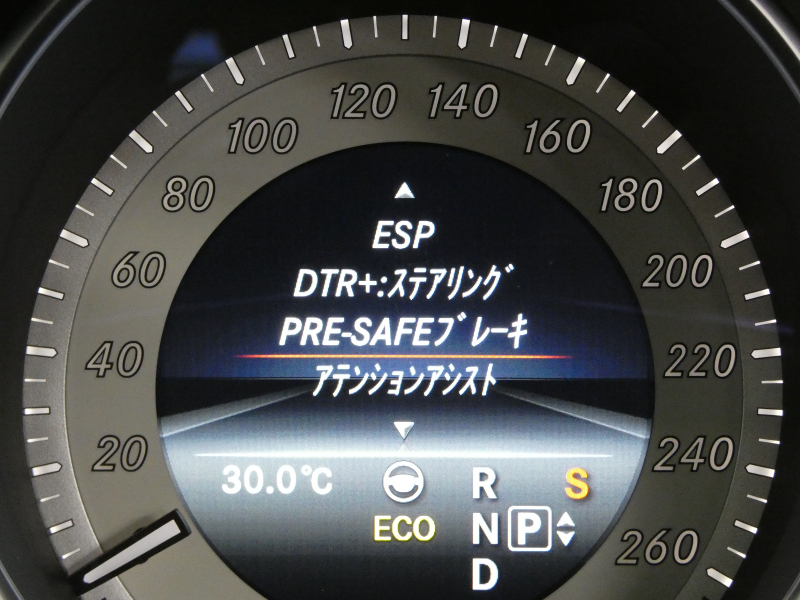 120 140
100 160
80 180
60 200
40 220
20 240
260
ESP
DTR+:ｽﾃｱﾘﾝｸﾞ
PRE-SAFEﾌﾞﾚｰｷ
ｱﾃﾝｼｮﾝｱｼｽﾄ
30.0°C
ECO
R S
N P
D